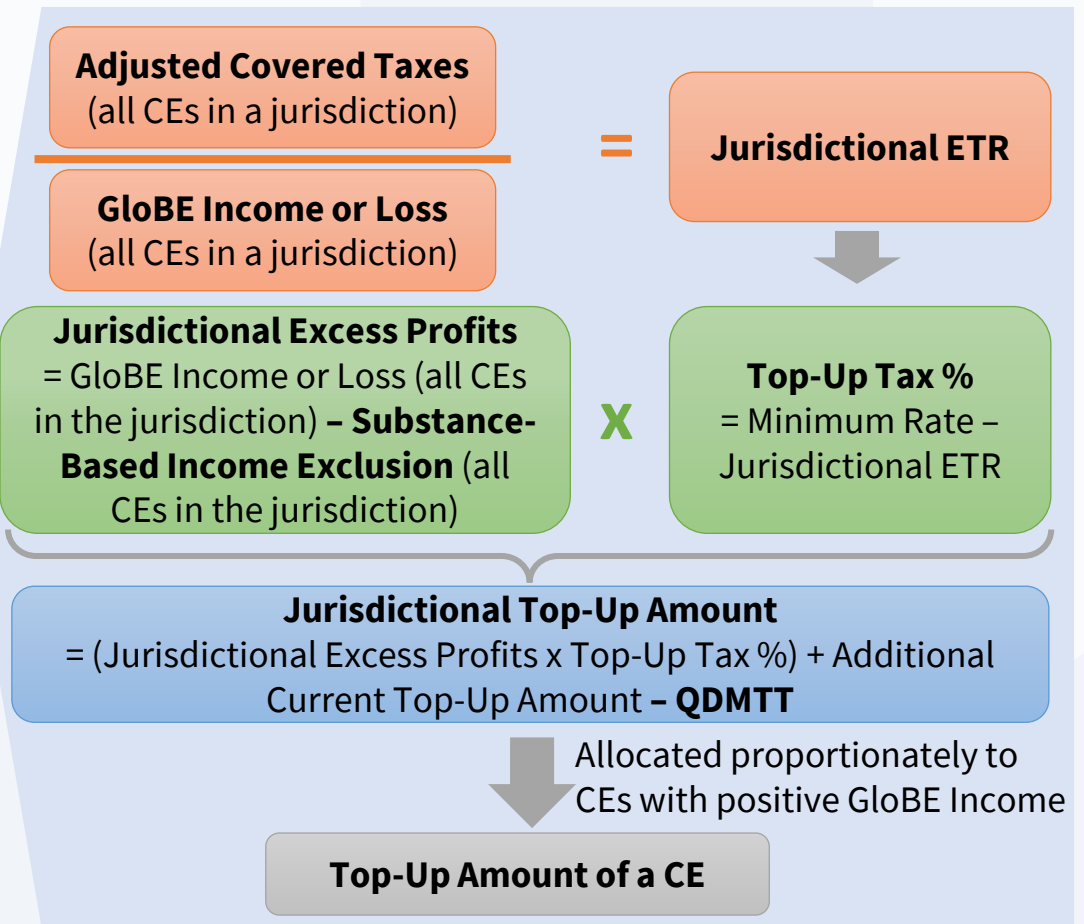 Adjusted Covered Taxes
(all CEs in a jurisdiction)
=
Jurisdictional ETR
GloBE Income or Loss
(all CEs in a jurisdiction)
Jurisdictional Excess Profits
= GloBE Income or Loss (all CEs
in the jurisdiction) – Substance-
Based Income Exclusion (all
CEs in the jurisdiction)
X
Top-Up Tax %
= Minimum Rate –
Jurisdictional ETR
Jurisdictional Top-Up Amount
= (Jurisdictional Excess Profits x Top-Up Tax %) + Additional
Current Top-Up Amount – QDMTT
Allocated proportionately to
CEs with positive GloBE Income
Top-Up Amount of a CE